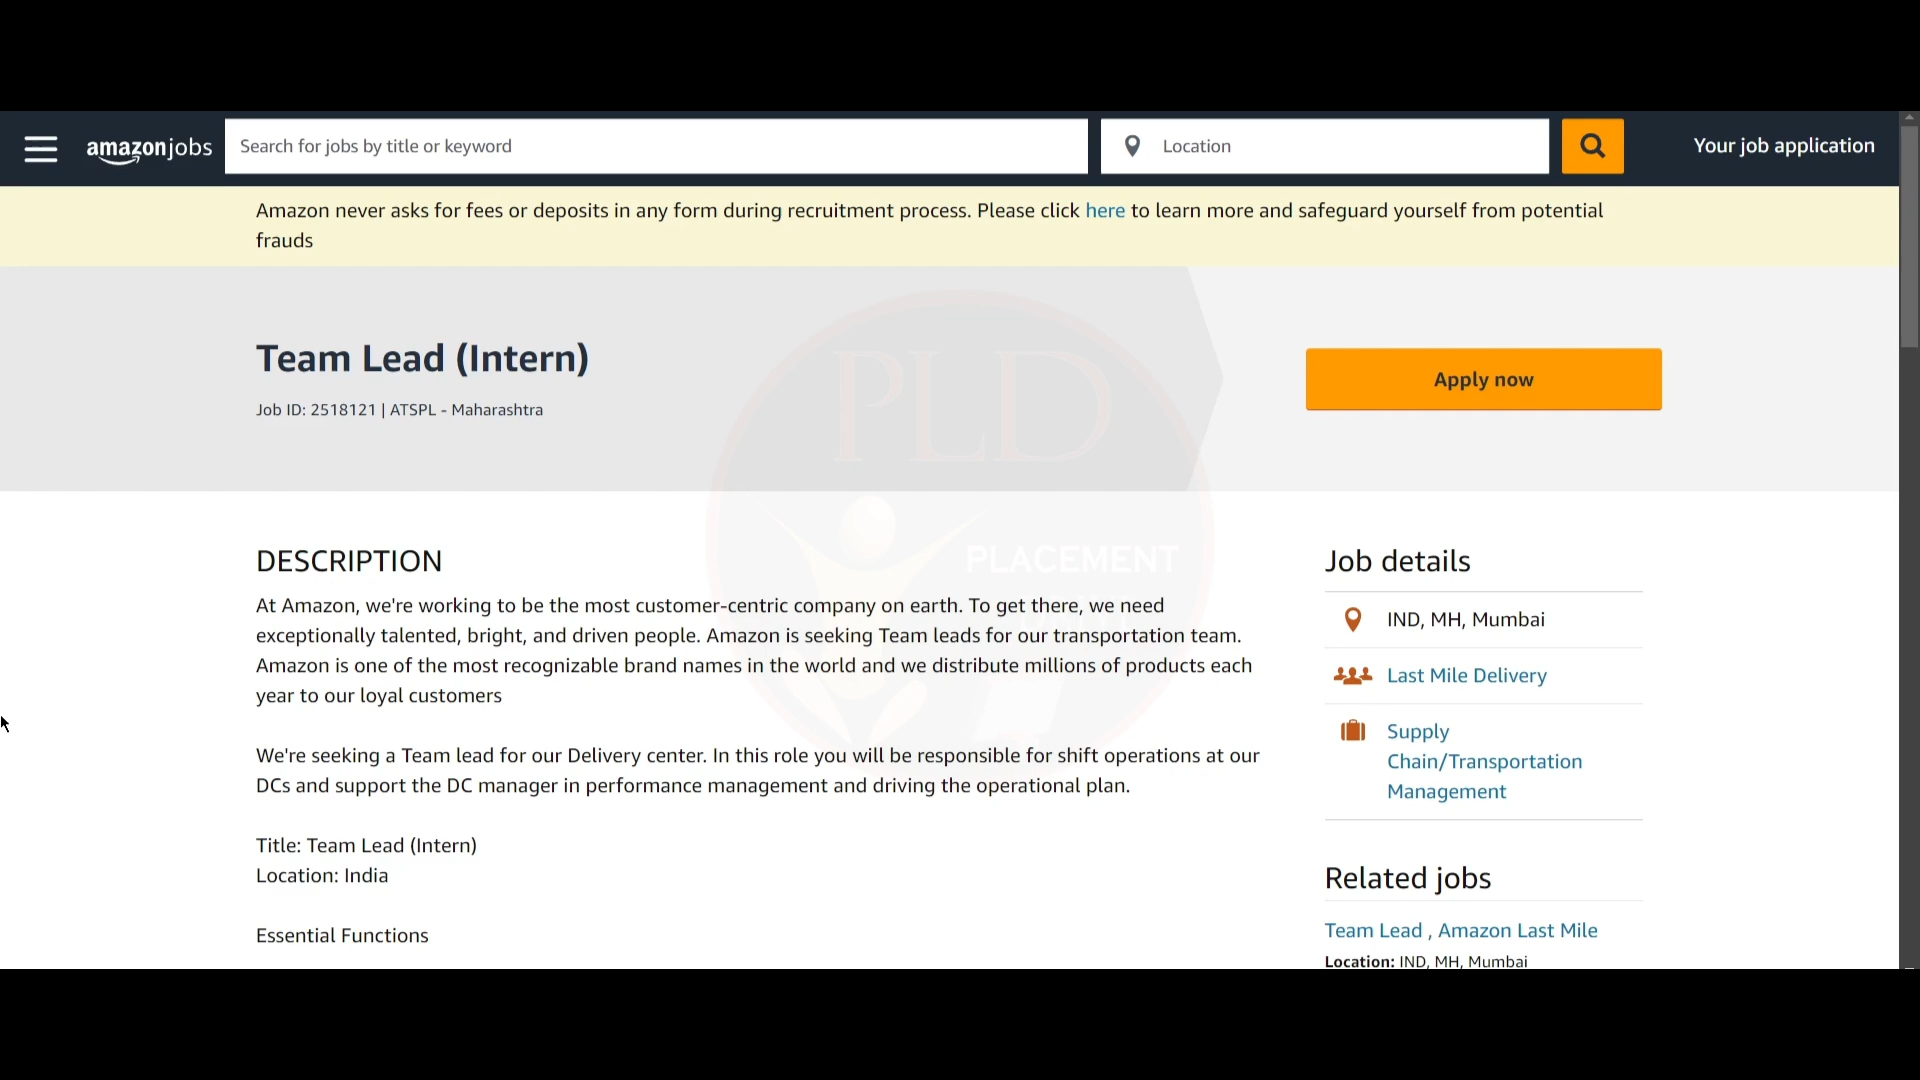 amazonjobs
Search for jobs by title or keyword
Location
Your job application
Amazon never asks for fees or deposits in any form during recruitment process. Please click here to learn more and safeguard yourself from potential
frauds
Team Lead (Intern)
Job ID: 2518121 | ATSPL - Maharashtra
Apply now
PLD
PLACEMENT
DESCRIPTION
At Amazon, we're working to be the most customer-centric company on earth. To get there, we need
exceptionally talented, bright, and driven people. Amazon is seeking Team leads for our transportation team.
Amazon is one of the most recognizable brand names in the world and we distribute millions of products each
year to our loyal customers
We're seeking a Team lead for our Delivery center. In this role you will be responsible for shift operations at our
DCs and support the DC manager in performance management and driving the operational plan.
Title: Team Lead (Intern)
Location: India
Essential Functions
Job details
IND, MH, Mumbai
Last Mile Delivery
Supply
Chain/Transportation
Management
Related jobs
Team Lead , Amazon Last Mile
Location: IND, MH, Mumbai